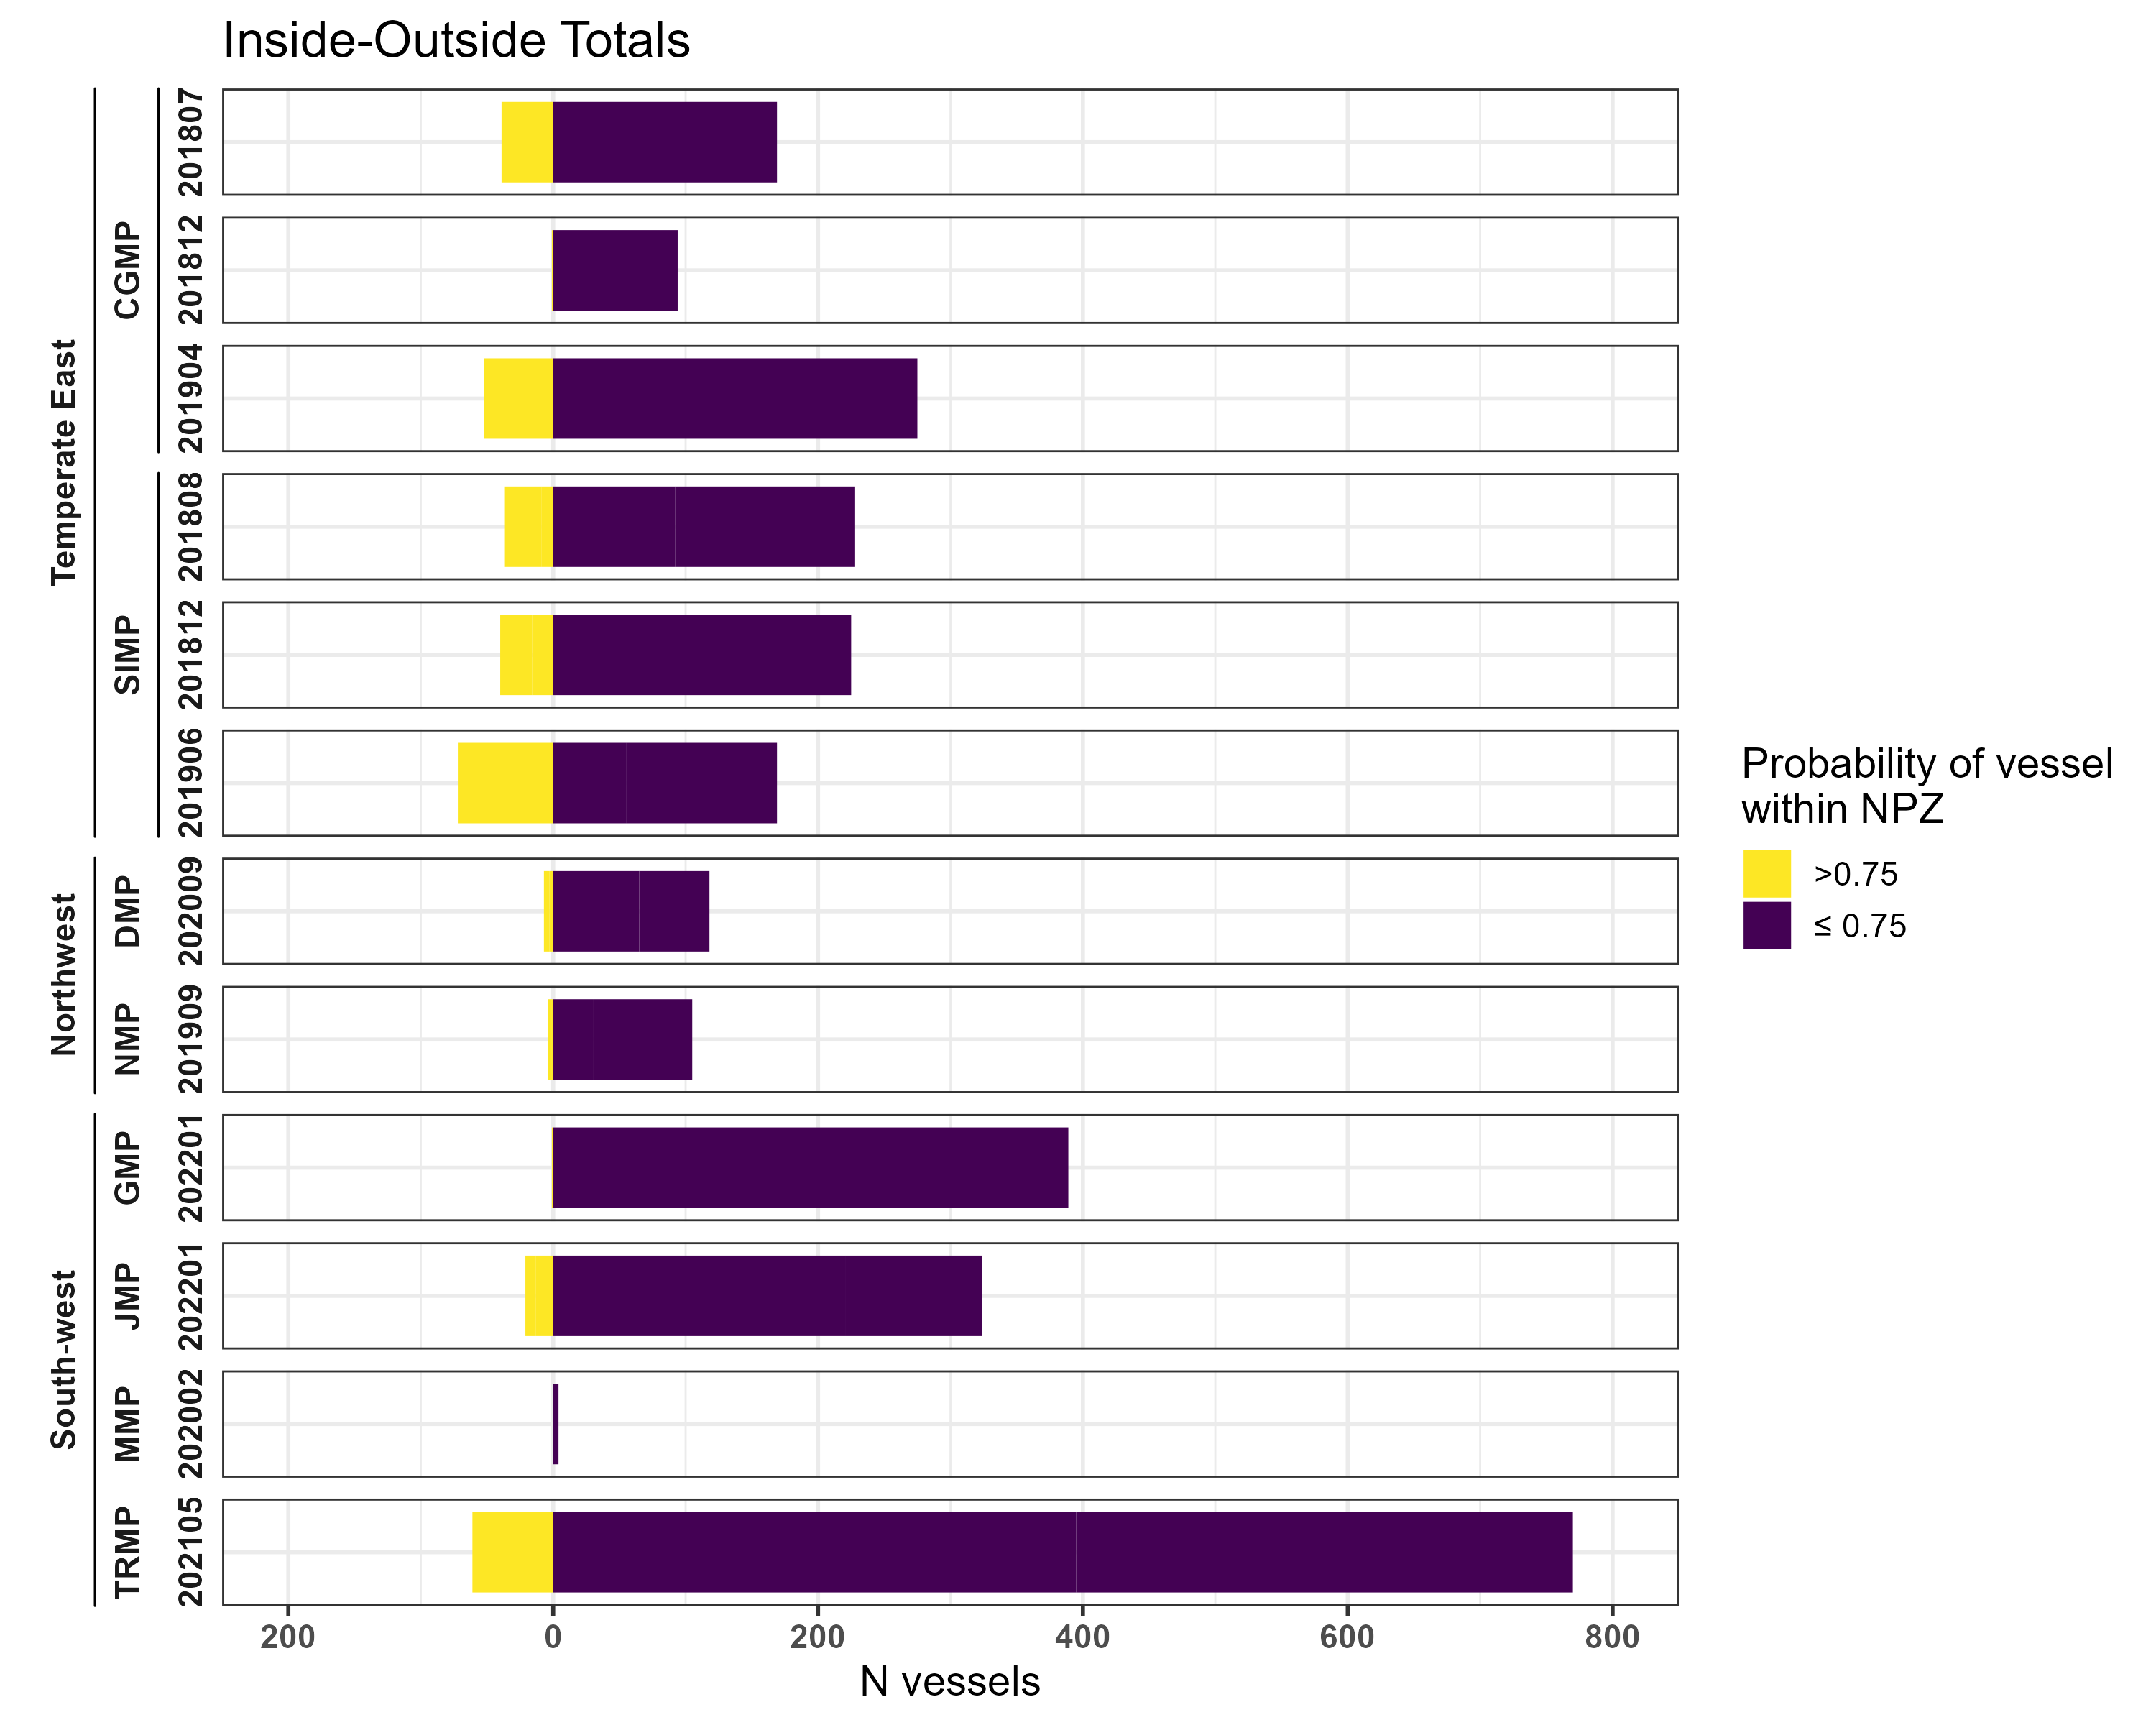 Inside-Outside Totals
Temperate East
CGMP
201807
201812
201904
SIMP
201808
201812
201906
Northwest
DMP
202009
NMP
201909
South-west
GMP
202201
JMP
202201
MMP
202002
TRMP
202105
200 0 200 400 600 800
N vessels
Probability of vessel
within NPZ
>0.75
≤ 0.75